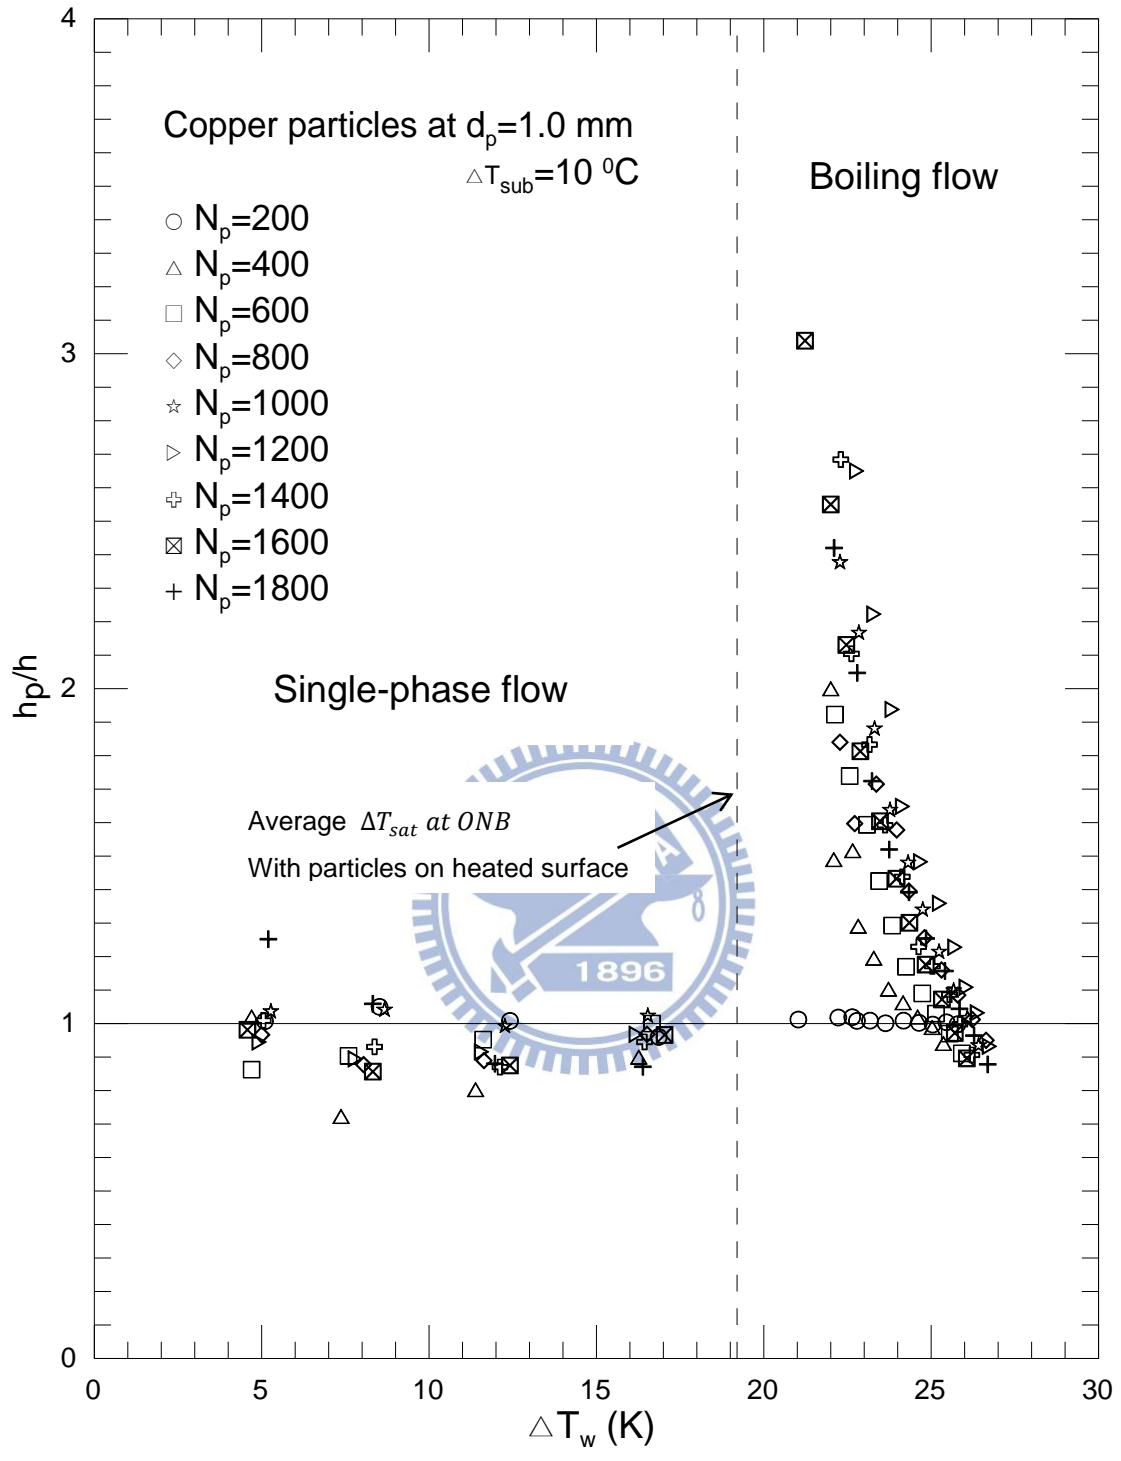 4
Copper particles at dp=1.0 mm
△Tsub=10 ⁰C
Boiling flow
Np=200
Np=400
Np=600
Np=800
Np=1000
Np=1200
Np=1400
Np=1600
Np=1800
3
hp/h
2
Single-phase flow
Average ΔTsat at ONB
With particles on heated surface
1896
1
0
0 5 10 15 20 25 30
△Tw (K)